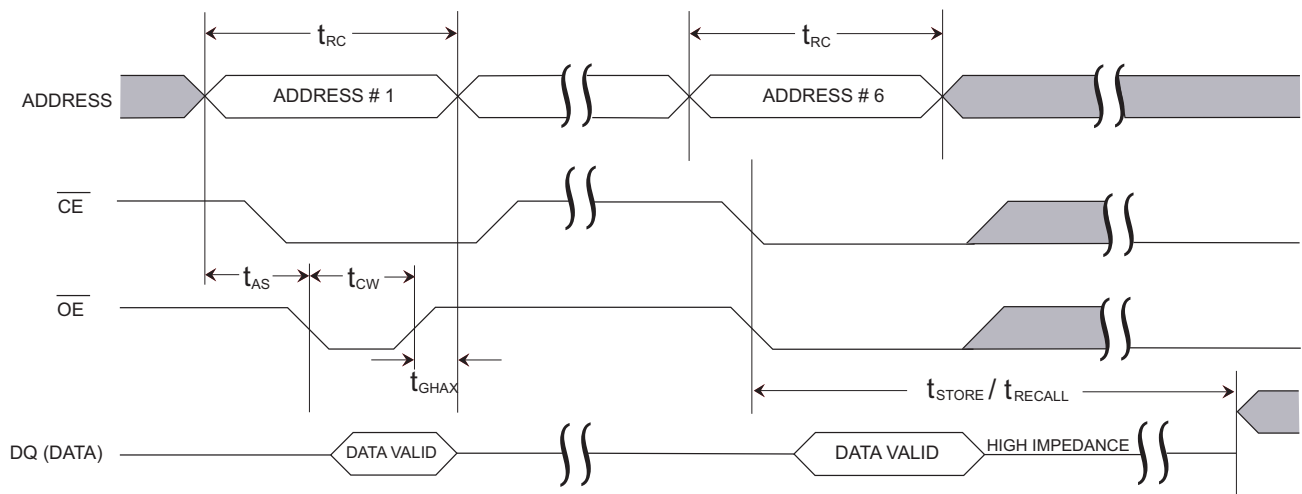 tRC tRC
ADDRESS ADDRESS # 1 ADDRESS # 6
CE
tAS tCW
OE
tGHAX
tSTORE / tRECALL
DQ (DATA) DATA VALID DATA VALID HIGH IMPEDANCE